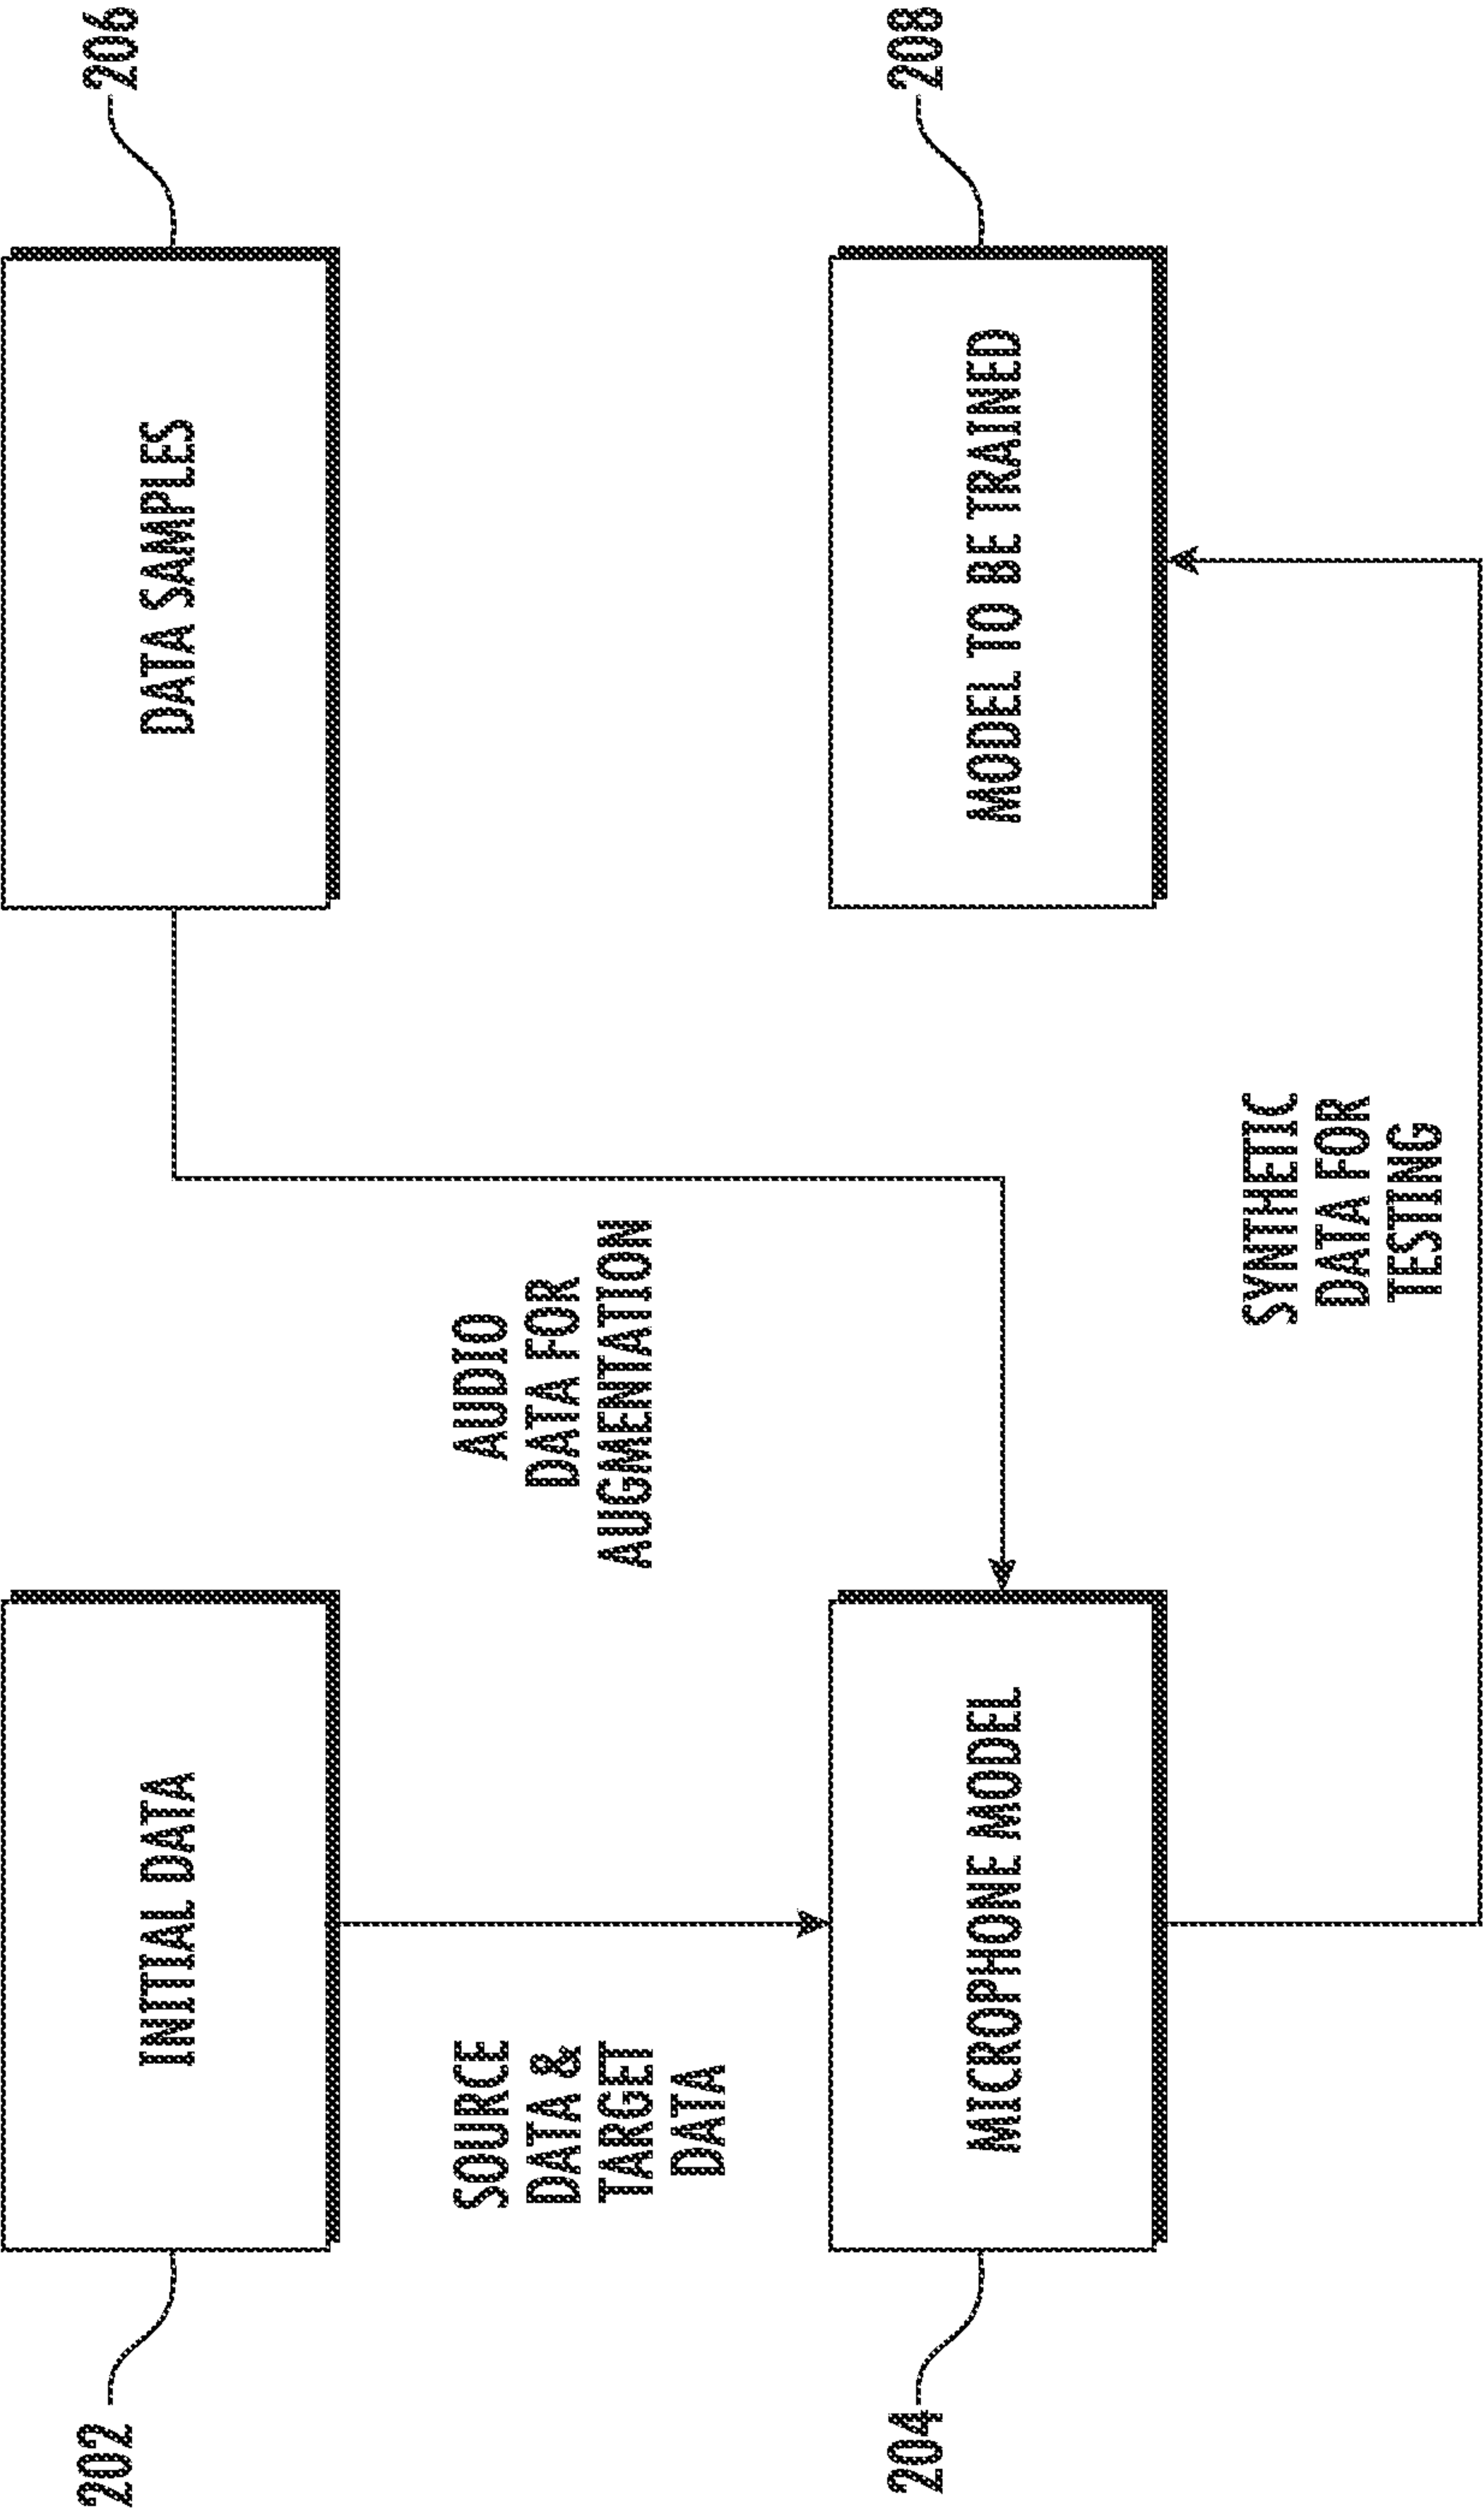 202
INITIAL DATA
DATA SAMPLES
206
SOURCE
DATA &
TARGET
DATA
AUDIO
DATA FOR
AUGMENTATION
204
MICROPHONE MODEL
MODEL TO BE TRAINED
208
SYNTHETIC
DATA FOR
TESTING